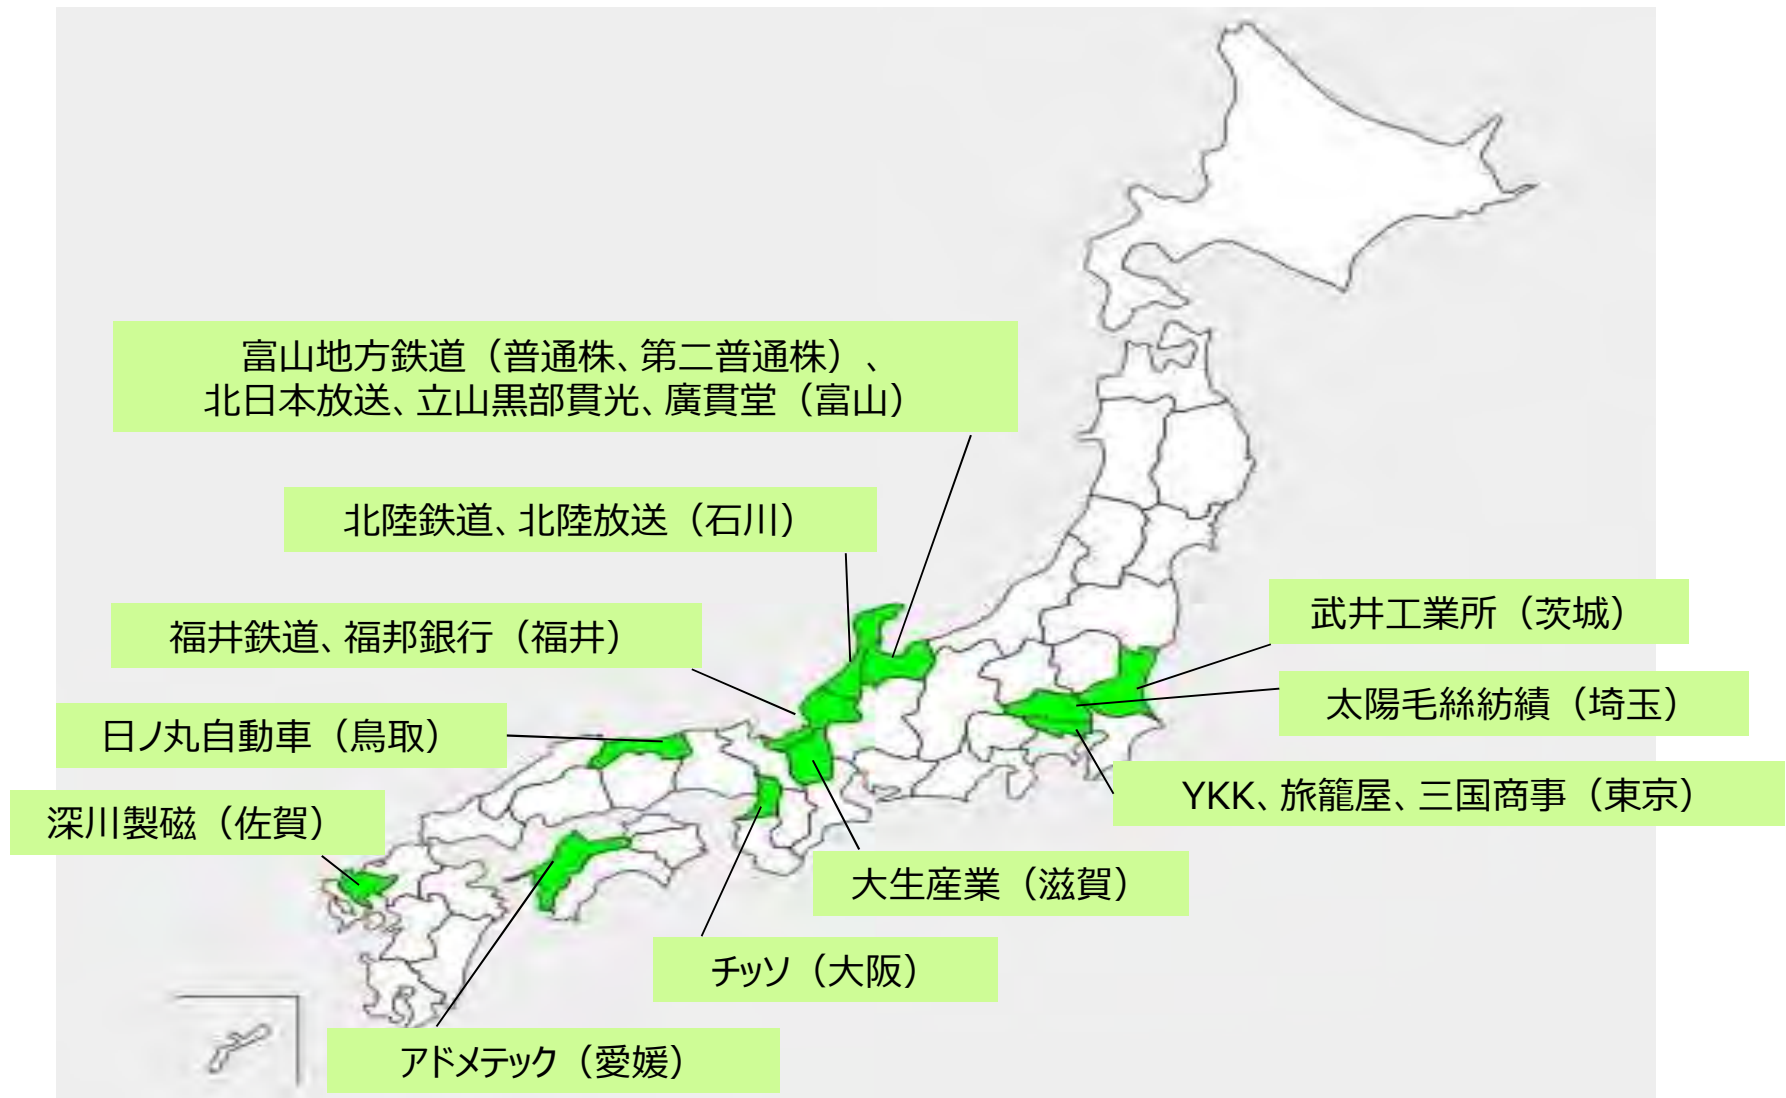 富山地方鉄道（普通株、第二普通株）、
北日本放送、立山黒部貫光、廣貫堂（富山）
北陸鉄道、北陸放送（石川）
福井鉄道、福邦銀行（福井）
日ノ丸自動車（鳥取）
深川製磁（佐賀）
武井工業所（茨城）
太陽毛絲紡績（埼玉）
YKK、旅籠屋、三国商事（東京）
大生産業（滋賀）
チッソ（大阪）
アドメテック（愛媛）